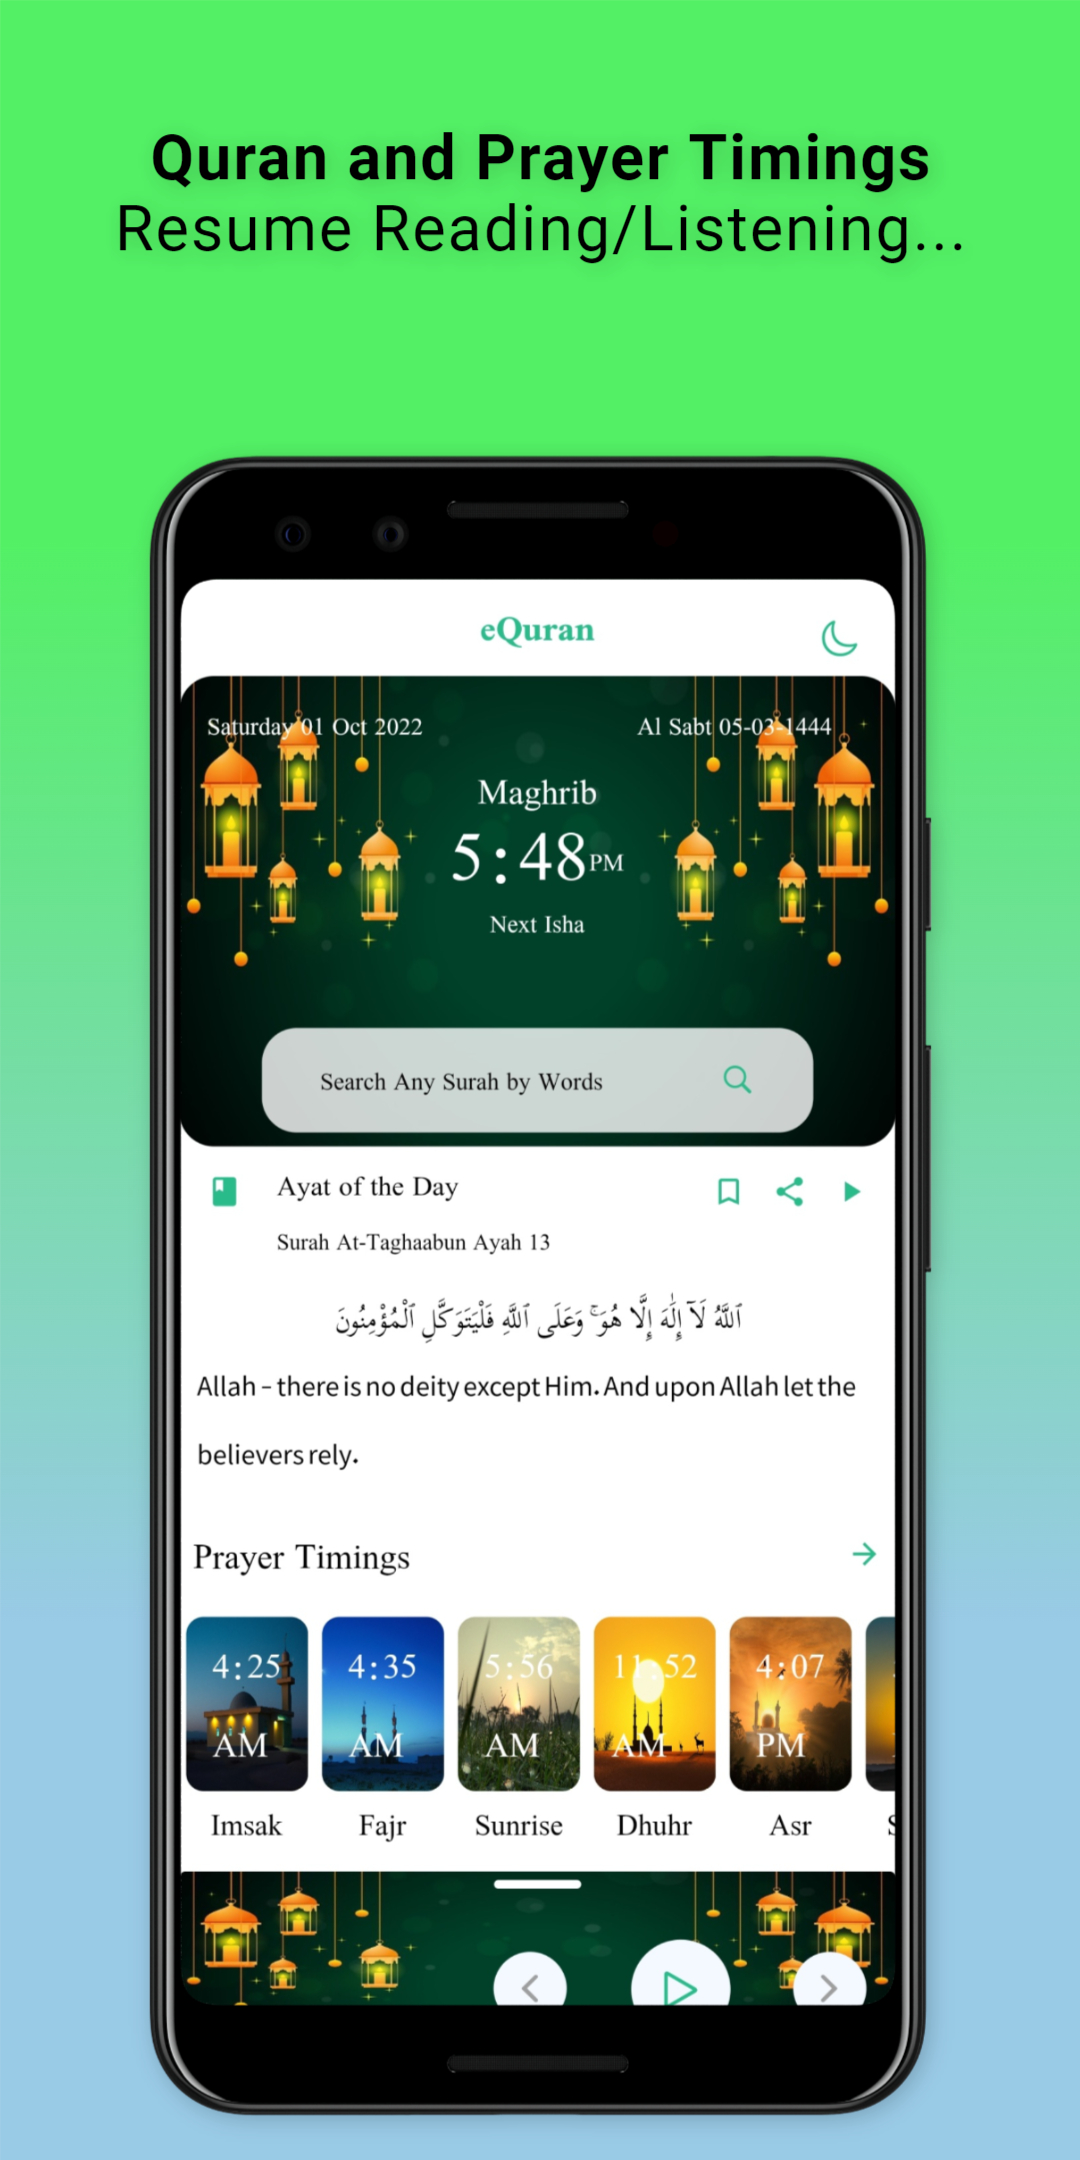 Quran and Prayer Timings
Resume Reading/Listening...
eQuran
Saturday 01 Oct 2022
Al Sabt 05-03-1444
Maghrib
5:48PM
Next Isha
Search Any Surah by Words
Ayat of the Day
Surah At-Taghaabun Ayah 13
ٱللَّهُ لَآ إِلَٰهَ إِلَّا هُوَ ۚ وَعَلَى ٱللَّهِ فَلْيَتَوَكَّلِ ٱلْمُؤْمِنُونَ
Allah – there is no deity except Him. And upon Allah let the
believers rely.
Prayer Timings
4:25 AM
Imsak
4:35 AM
Fajr
5:56 AM
Sunrise
11:52 AM
Dhuhr
4:07 PM
Asr